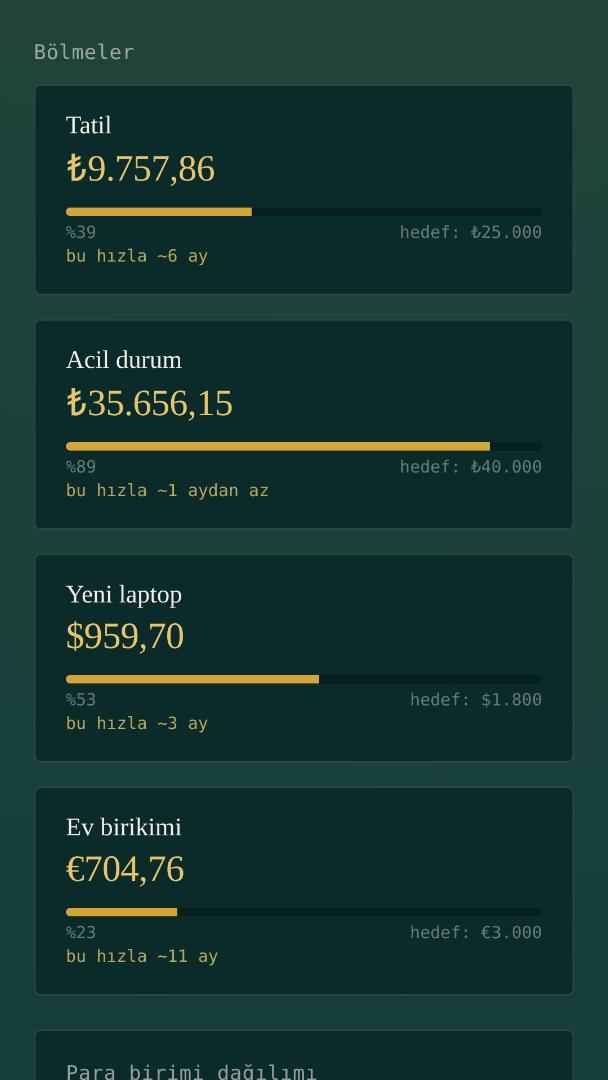 Bölmeler
Tatil
₺9.757,86
%39 hedef: ₺25.000
bu hızla ~6 ay
Acil durum
₺35.656,15
%89 hedef: ₺40.000
bu hızla ~1 aydan az
Yeni laptop
$959,70
%53 hedef: $1.800
bu hızla ~3 ay
Ev birikimi
€704,76
%23 hedef: €3.000
bu hızla ~11 ay
Para birimi dağılımı